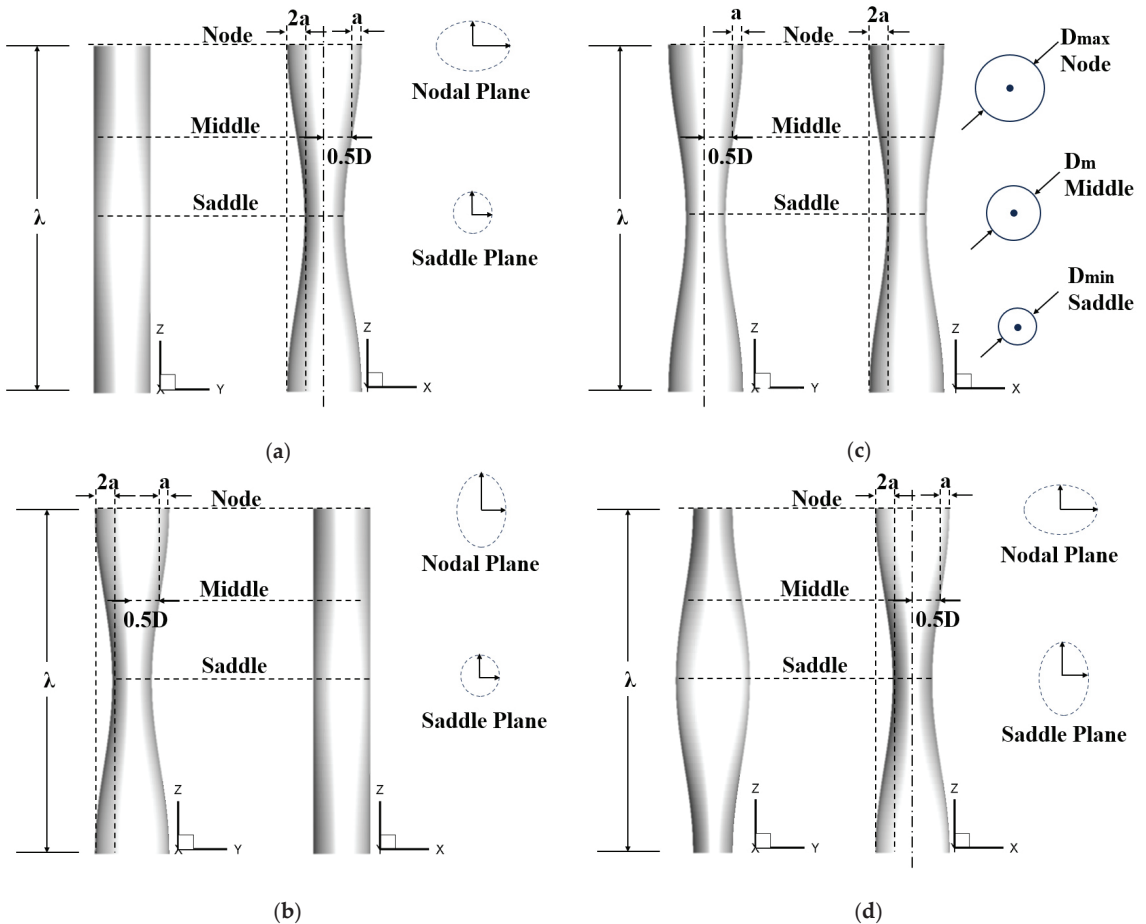 2a
a
Node
Nodal Plane
Middle
0.5D
Saddle
Saddle Plane
λ
Z
X
Y
Z
X
(a)
a
2a
Node
Dmax
Node
Middle
0.5D
Dm
Middle
Saddle
Dmin
Saddle
λ
Z
X
Y
Z
X
(c)
2a
a
Node
Nodal Plane
Middle
0.5D
Saddle
Saddle Plane
λ
Z
X
Y
Z
X
(b)
2a
a
Node
Nodal Plane
Middle
0.5D
Saddle
Saddle Plane
λ
Z
X
Y
Z
X
(d)